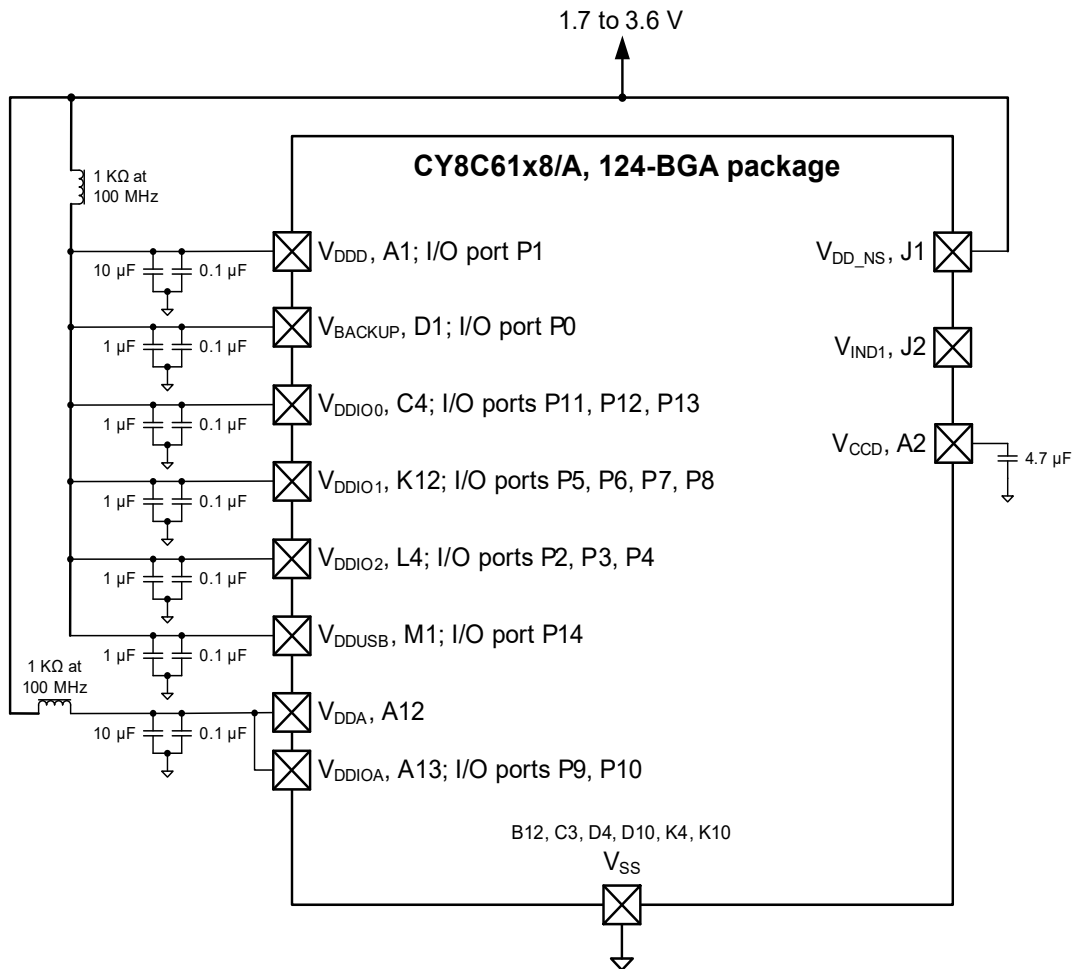 1.7 to 3.6 V
CY8C61x8/A, 124-BGA package
1 KΩ at
100 MHz
VDDD, A1; I/O port P1
VDD_NS, J1
10 µF
0.1 µF
VBACKUP, D1; I/O port P0
VIND1, J2
1 µF
0.1 µF
VDDIO0, C4; I/O ports P11, P12, P13
1 µF
0.1 µF
VCCD, A2
4.7 µF
VDDIO1, K12; I/O ports P5, P6, P7, P8
1 µF
0.1 µF
VDDIO2, L4; I/O ports P2, P3, P4
1 µF
0.1 µF
VDDUSB, M1; I/O port P14
1 µF
0.1 µF
1 KΩ at
100 MHz
VDDA, A12
10 µF
0.1 µF
VDDIOA, A13; I/O ports P9, P10
B12, C3, D4, D10, K4, K10
VSS